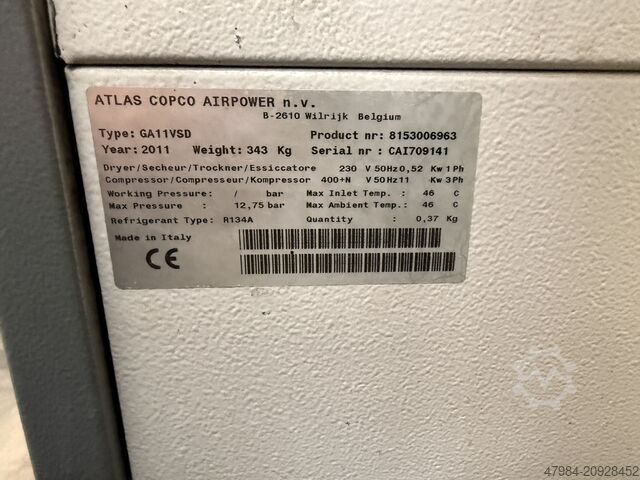 ATLAS COPCO AIRPOWER n.v.
B-2610 Wilrijk Belgium
Type: GA11VSD Product nr: 8153006963
Year: 2011 Weight: 343 Kg Serial nr : CAI709141
Dryer/Secheur/Trockner/Essiccatore 230 V 50Hz 0,52 Kw 1Ph
Compressor/Compresseur/Kompressor 400+N V 50Hz 11 Kw 3Ph
Working Pressure: / bar Max Inlet Temp. : 46 C
Max Pressure : 12,75 bar Max Ambient Temp.: 46 C
Refrigerant Type: R134A Quantity : 0,37 Kg
Made in Italy
CE
47984-20928452